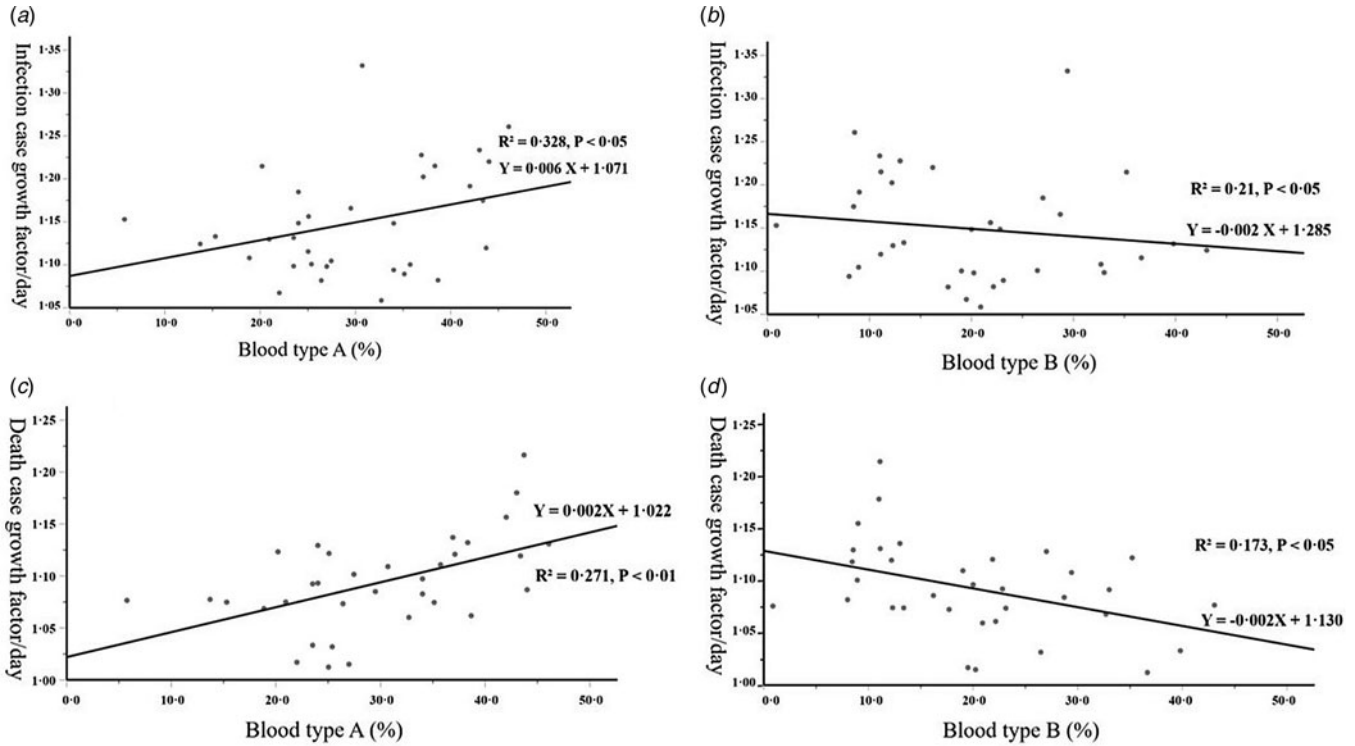 (a)
Infection case growth factor/day
1·35
1·30
1·25
1·20
1·15
1·10
1·05
R² = 0·328, P < 0·05
Y = 0·006 X + 1·071
0·0 10·0 20·0 30·0 40·0 50·0
Blood type A (%)
(b)
Infection case growth factor/day
1·35
1·30
1·25
1·20
1·15
1·10
1·05
R² = 0·21, P < 0·05
Y = -0·002 X + 1·285
0·0 10·0 20·0 30·0 40·0 50·0
Blood type B (%)
(c)
Death case growth factor/day
1·25
1·20
1·15
1·10
1·05
1·00
Y = 0·002X + 1·022
R² = 0·271, P < 0·01
0·0 10·0 20·0 30·0 40·0 50·0
Blood type A (%)
(d)
Death case growth factor/day
1·25
1·20
1·15
1·10
1·05
1·00
R² = 0·173, P < 0·05
Y = -0·002X + 1·130
0·0 10·0 20·0 30·0 40·0 50·0
Blood type B (%)